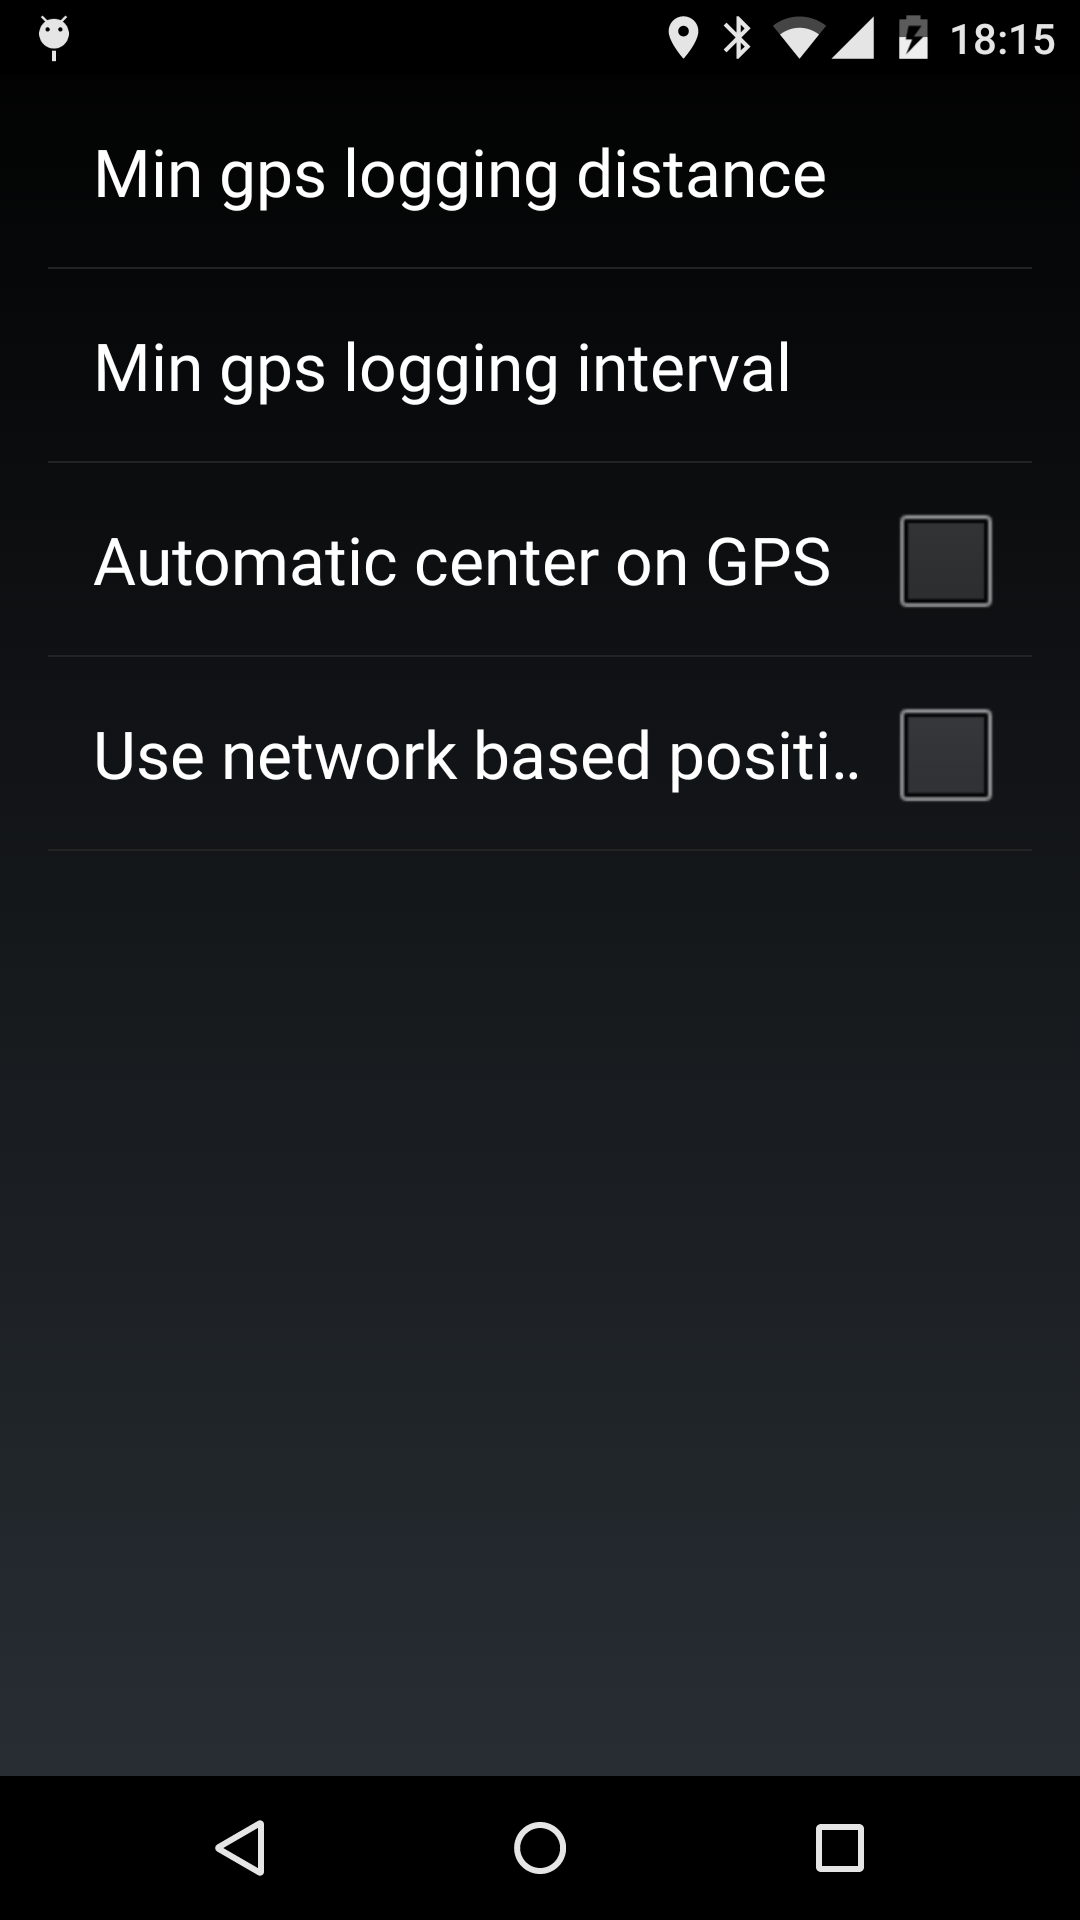 18:15
Min gps logging distance
Min gps logging interval
Automatic center on GPS
Use network based positi..